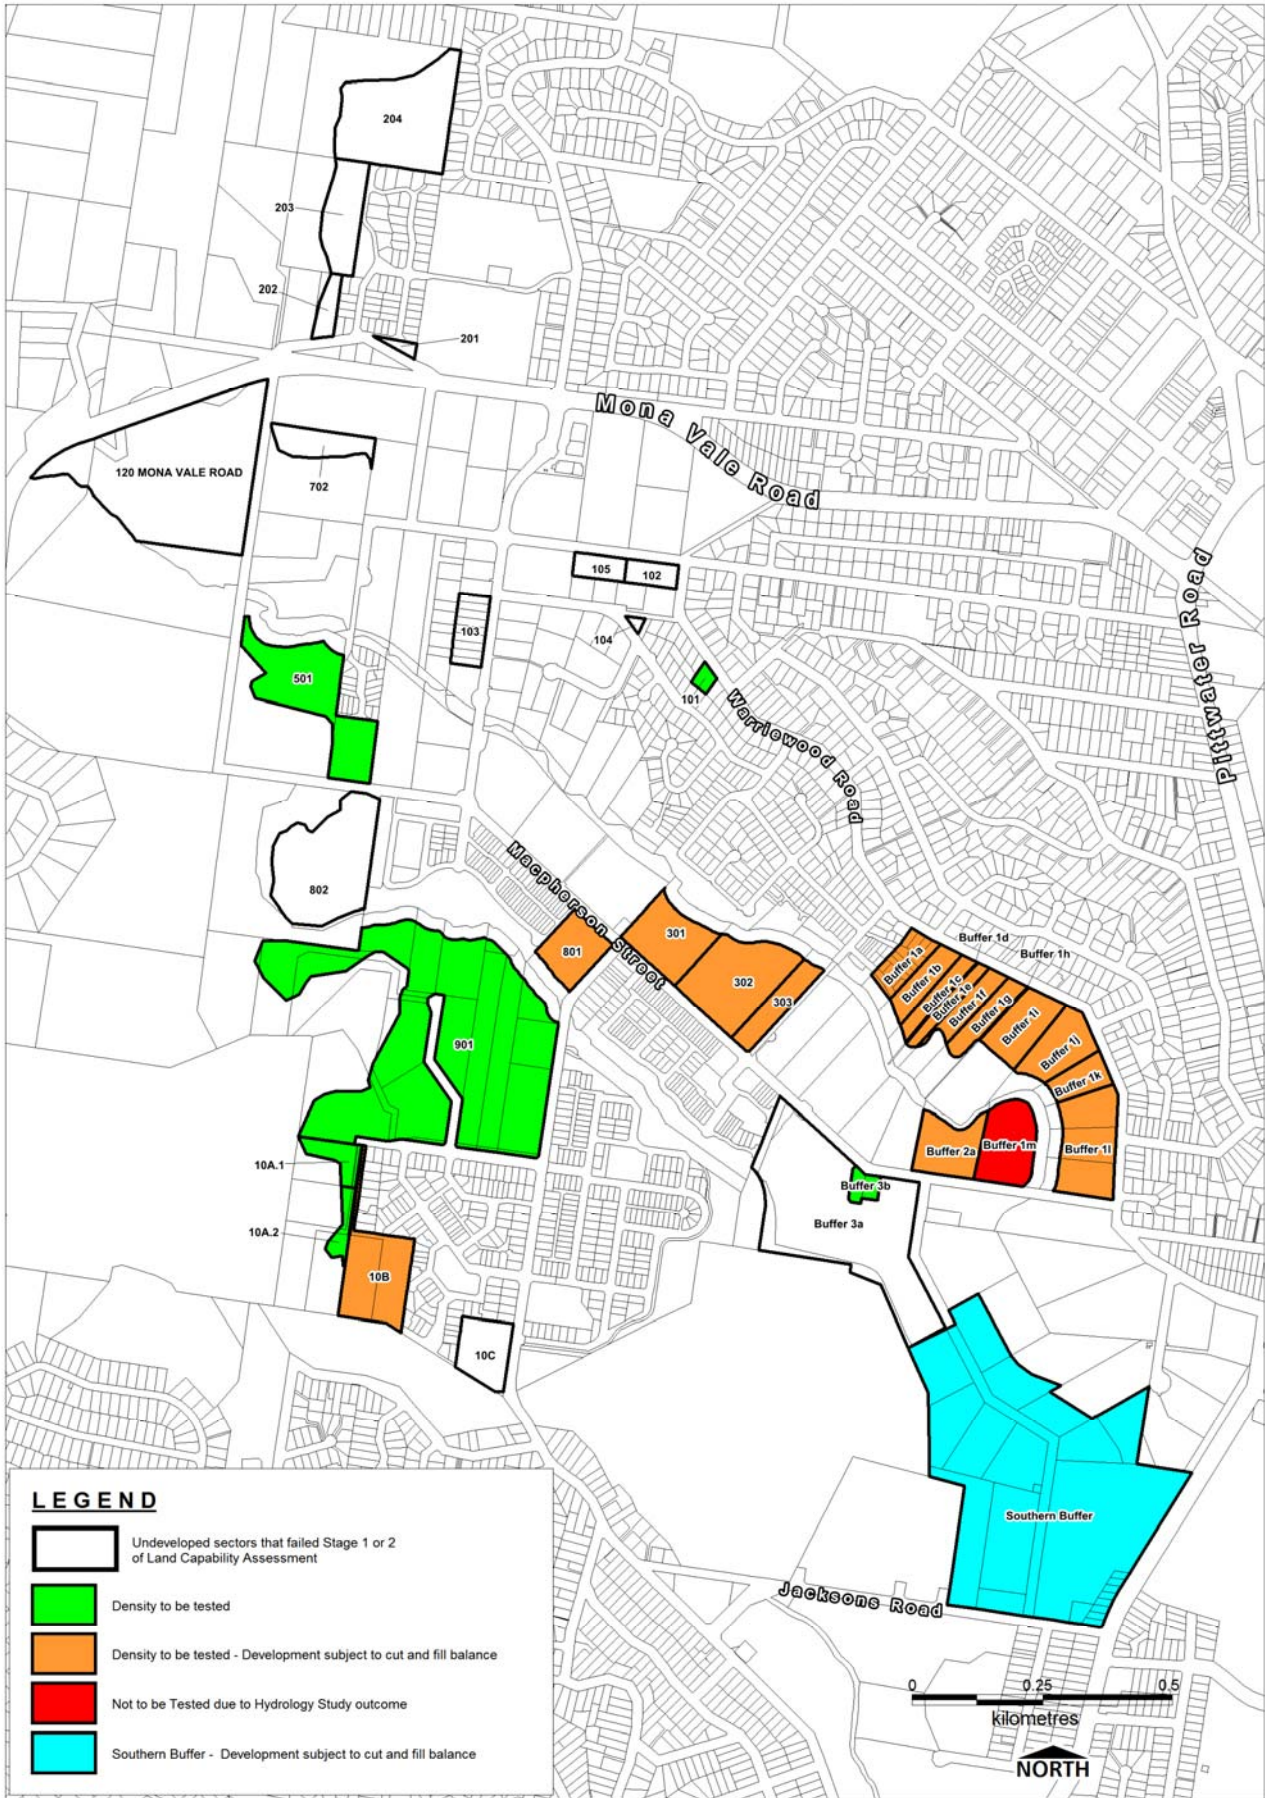 204
203
202
201
Mona Vale Road
120 MONA VALE ROAD
702
105
102
103
104
101
501
Warriewood Road
Pittwater Road
802
Macpherson Street
801
301
302
303
Buffer 1a
Buffer 1b
Buffer 1c
Buffer 1d
Buffer 1e
Buffer 1f
Buffer 1g
Buffer 1h
Buffer 1i
Buffer 1j
Buffer 1k
Buffer 1l
Buffer 1m
Buffer 2a
901
10A.1
10A.2
10B
10C
Buffer 3b
Buffer 3a
Southern Buffer
Jacksons Road
LEGEND
Undeveloped sectors that failed Stage 1 or 2
of Land Capability Assessment
Density to be tested
Density to be tested - Development subject to cut and fill balance
Not to be Tested due to Hydrology Study outcome
Southern Buffer - Development subject to cut and fill balance
0 0.25 0.5
kilometres
NORTH